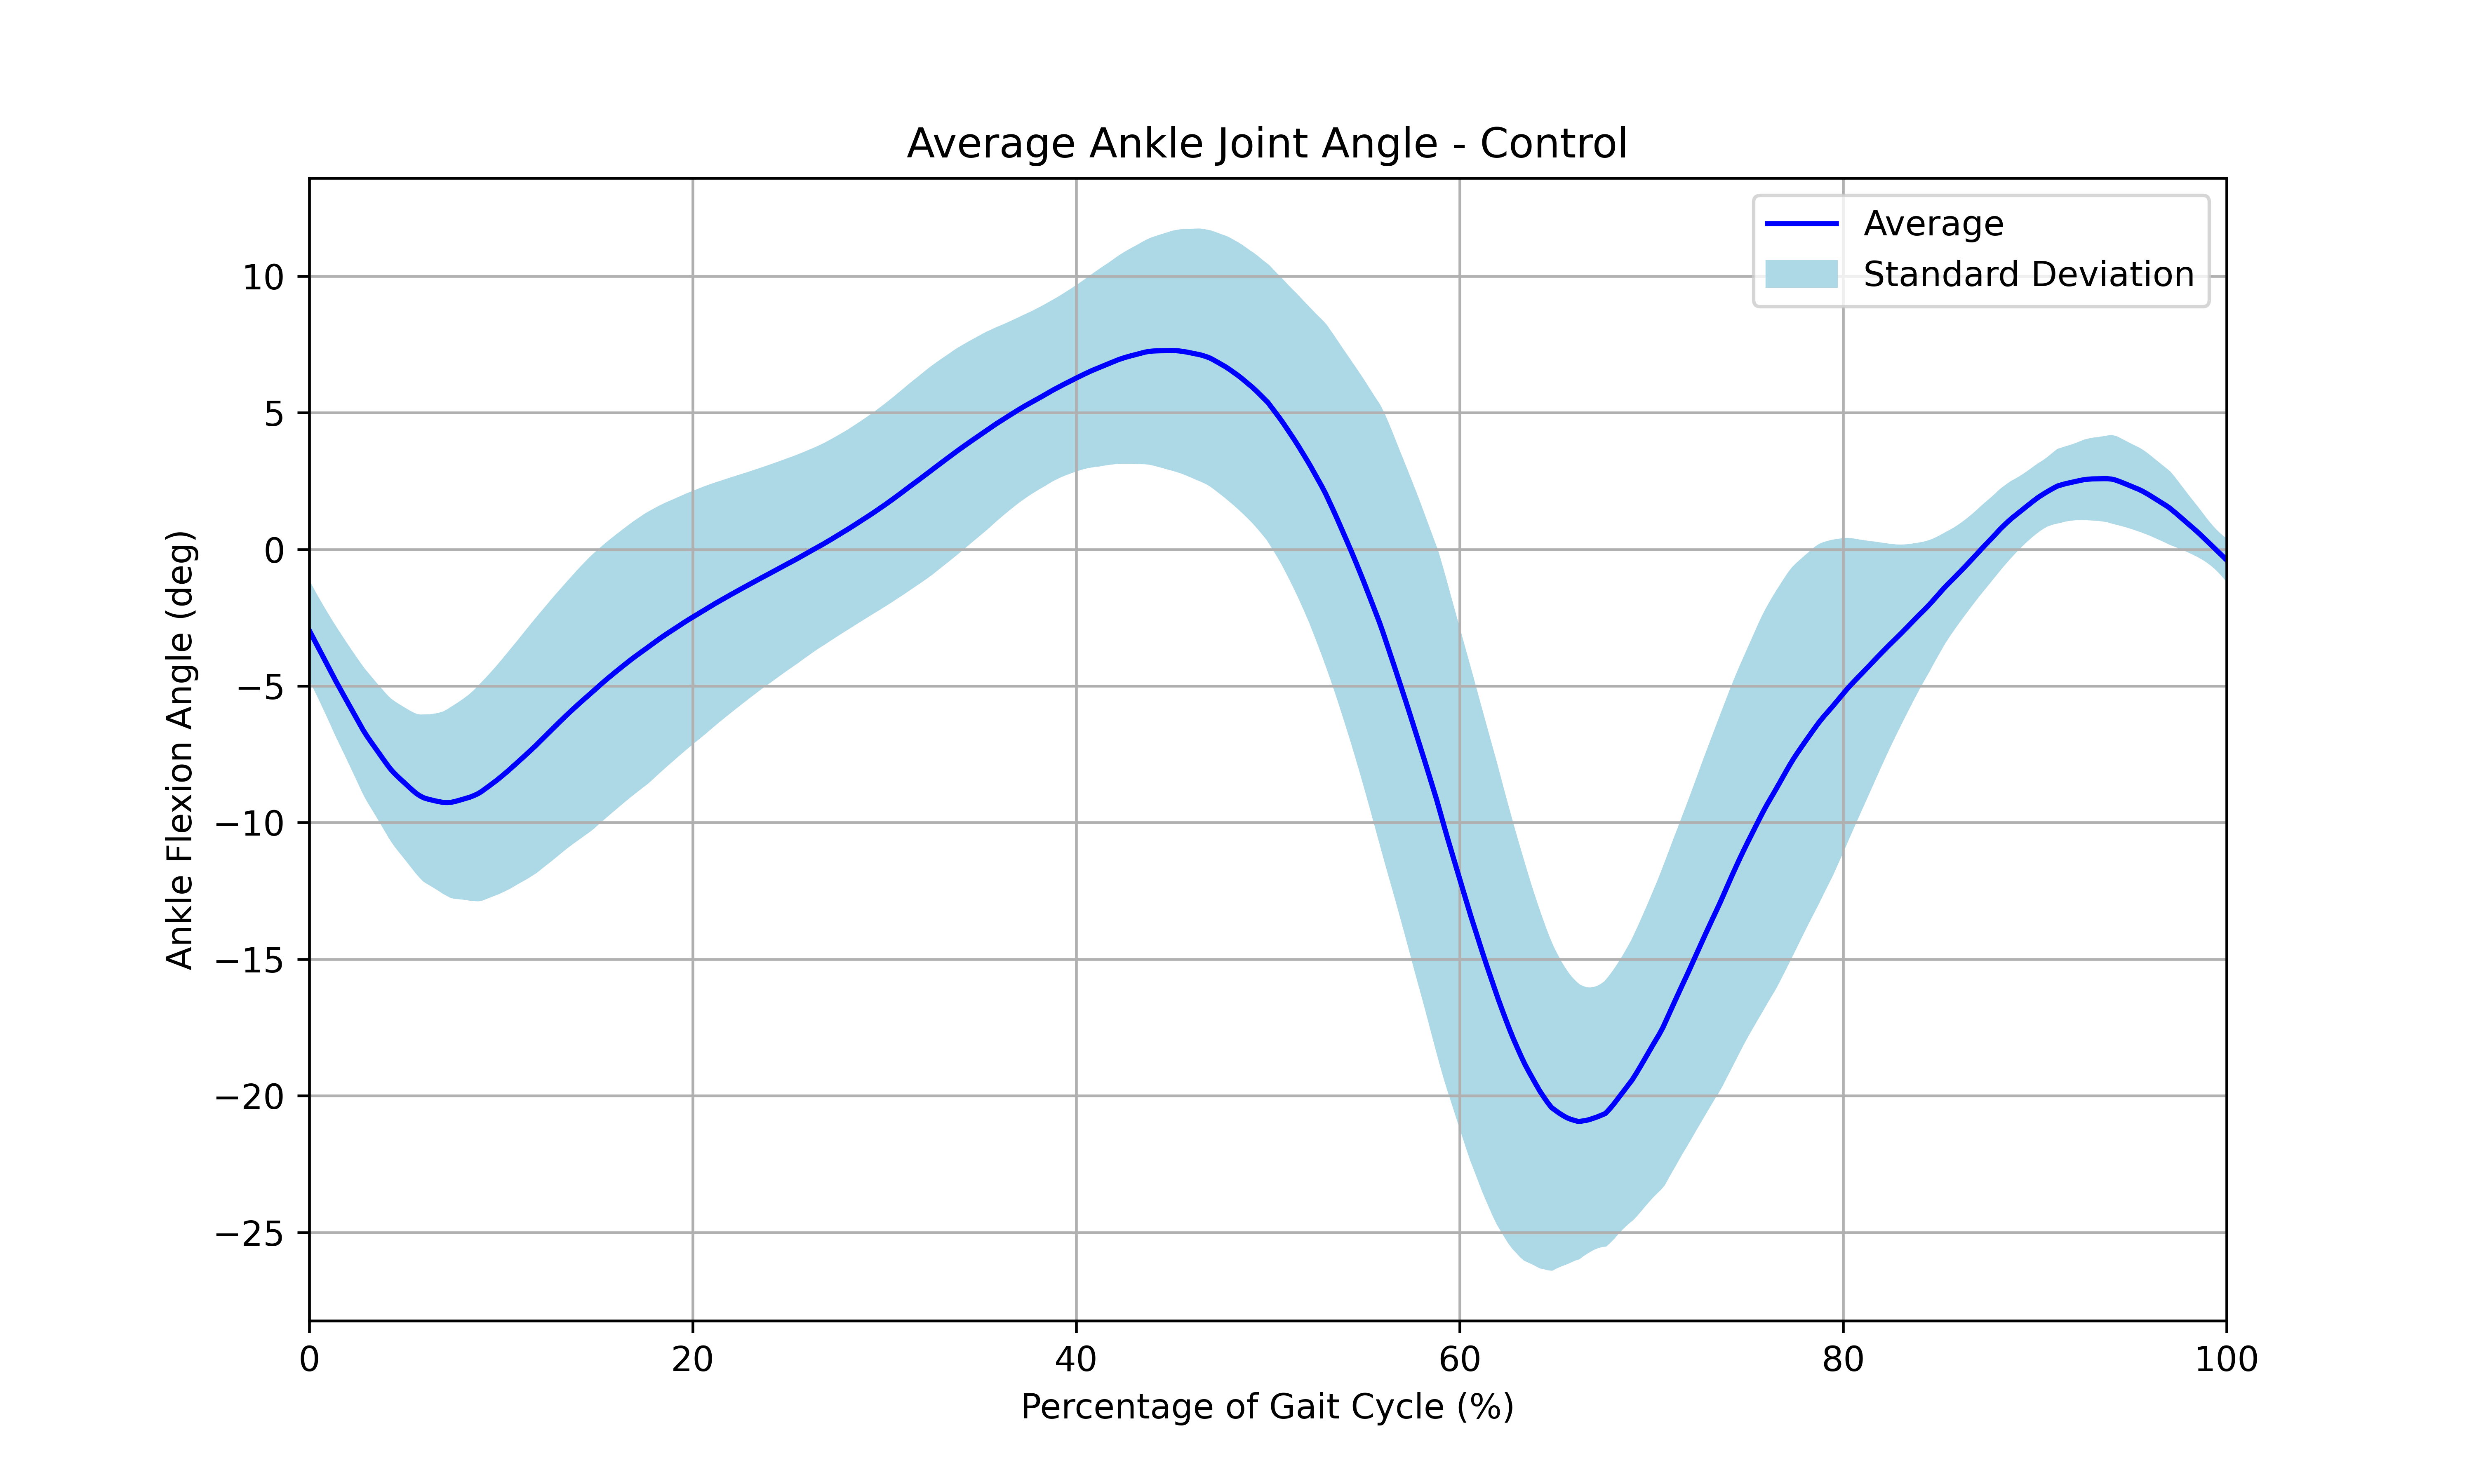 Average Ankle Joint Angle - Control
Average
Standard Deviation
Ankle Flexion Angle (deg)
10
5
0
−5
−10
−15
−20
−25
0 20 40 60 80 100
Percentage of Gait Cycle (%)